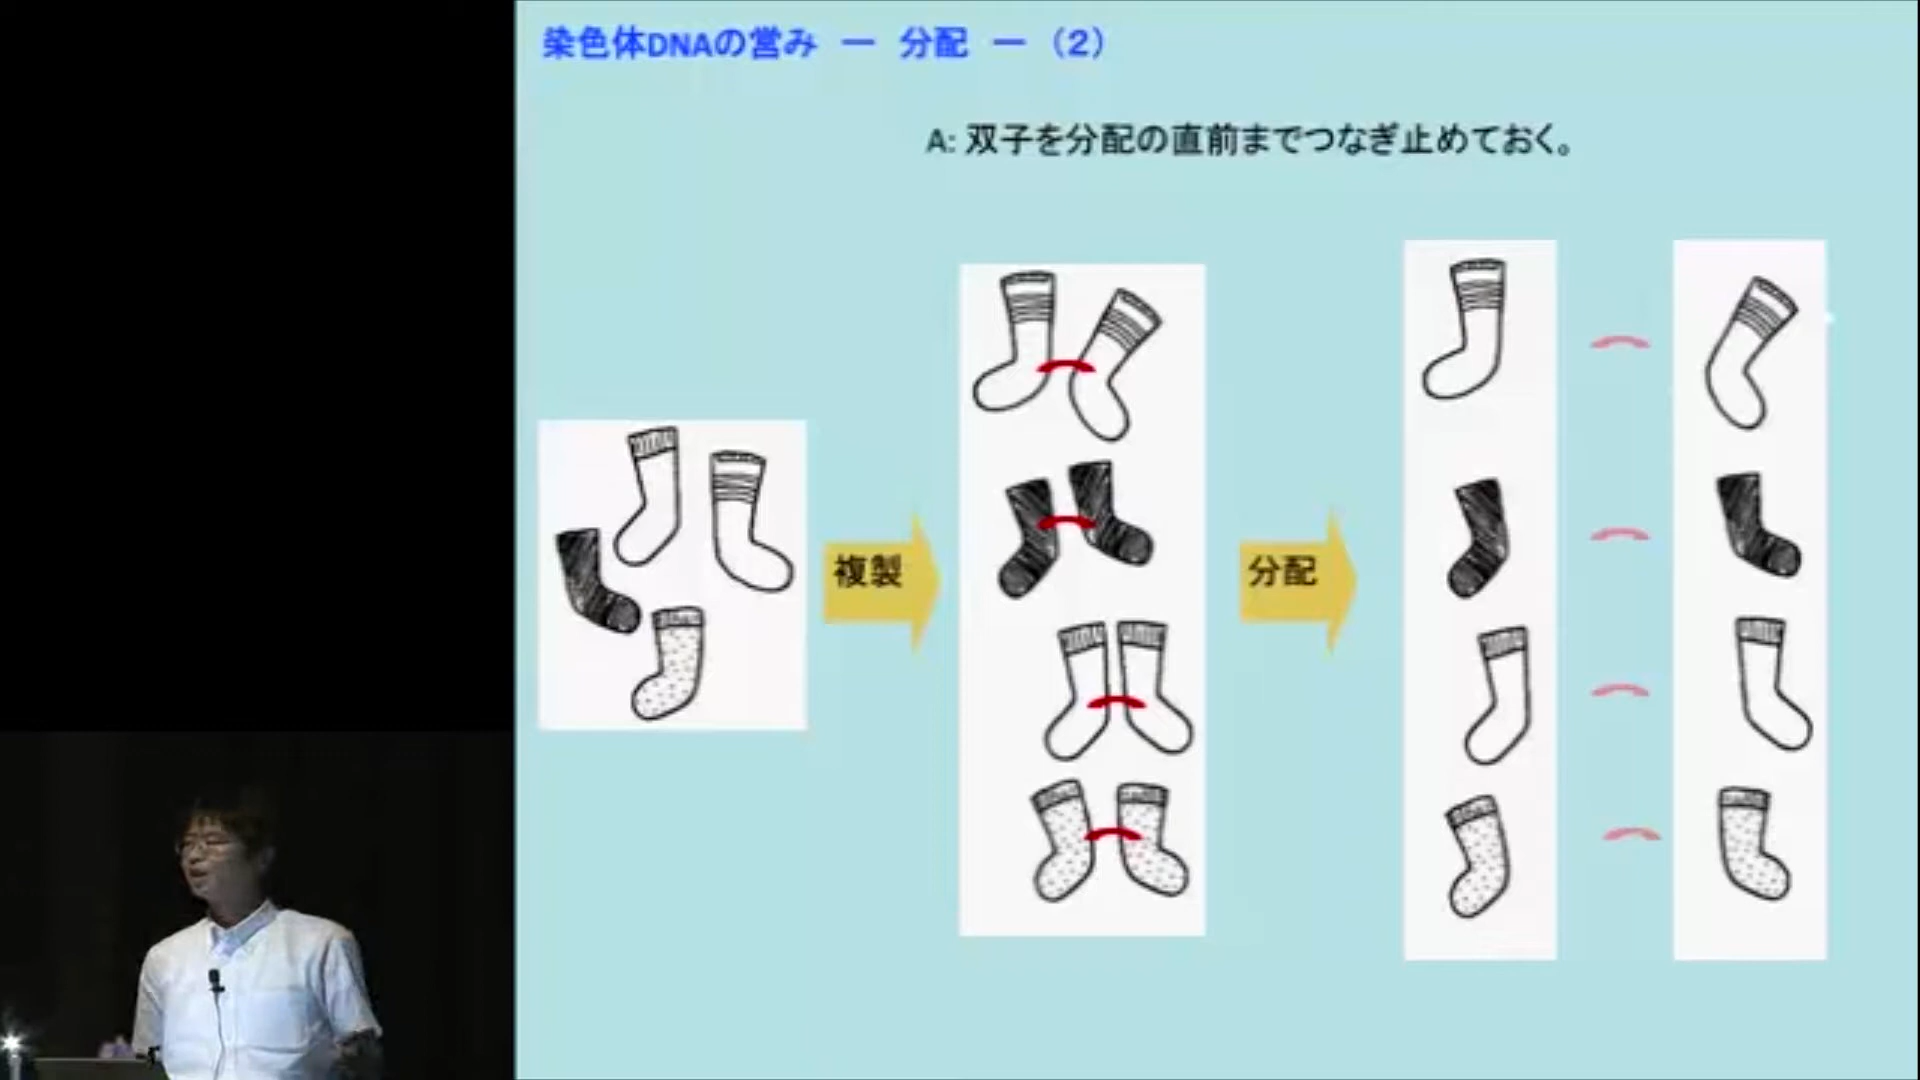 染色体DNAの営み ー 分配 ー（2）
A: 双子を分配の直前までつなぎ止めておく。
複製
分配